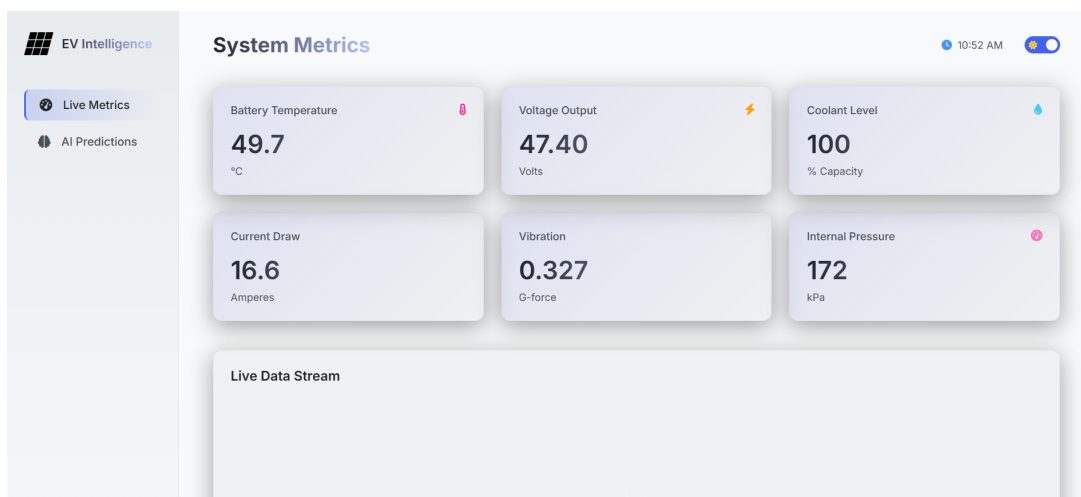 EV Intelligence
System Metrics
10:52 AM
Live Metrics
AI Predictions
Battery Temperature
49.7
°C
Voltage Output
47.40
Volts
Coolant Level
100
% Capacity
Current Draw
16.6
Amperes
Vibration
0.327
G-force
Internal Pressure
172
kPa
Live Data Stream